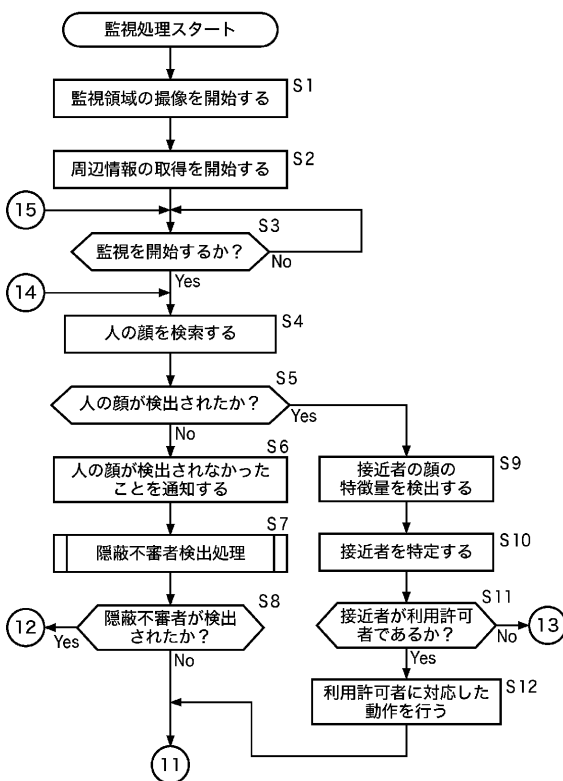 監視処理スタート
監視領域の撮像を開始する
S1
周辺情報の取得を開始する
S2
15
S3
監視を開始するか?
No
Yes
14
人の顔を検索する
S4
S5
人の顔が検出されたか?
Yes
No
S6
人の顔が検出されなかった
ことを通知する
S7
隠蔽不審者検出処理
S8
隠蔽不審者が検出
されたか?
12
Yes
No
S9
接近者の顔の
特徴量を検出する
S10
接近者を特定する
S11
接近者が利用許可
者であるか?
No
13
Yes
S12
利用許可者に対応した
動作を行う
11